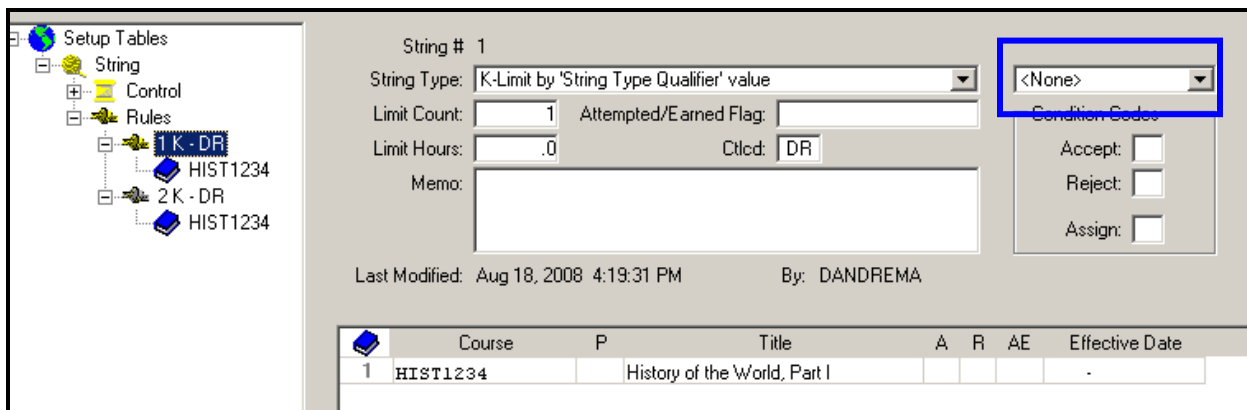 Setup Tables
String
Control
Rules
1 K - DR
HIST1234
2 K - DR
HIST1234
String # 1
String Type: K-Limit by 'String Type Qualifier' value <None>
Limit Count: 1 Attempted/Earned Flag:
Limit Hours: .0 Ctlcd: DR
Memo:
Condition Codes
Accept:
Reject:
Assign:
Last Modified: Aug 18, 2008 4:19:31 PM By: DANDREMA
Course P Title A R AE Effective Date
1 HIST1234 History of the World, Part I -